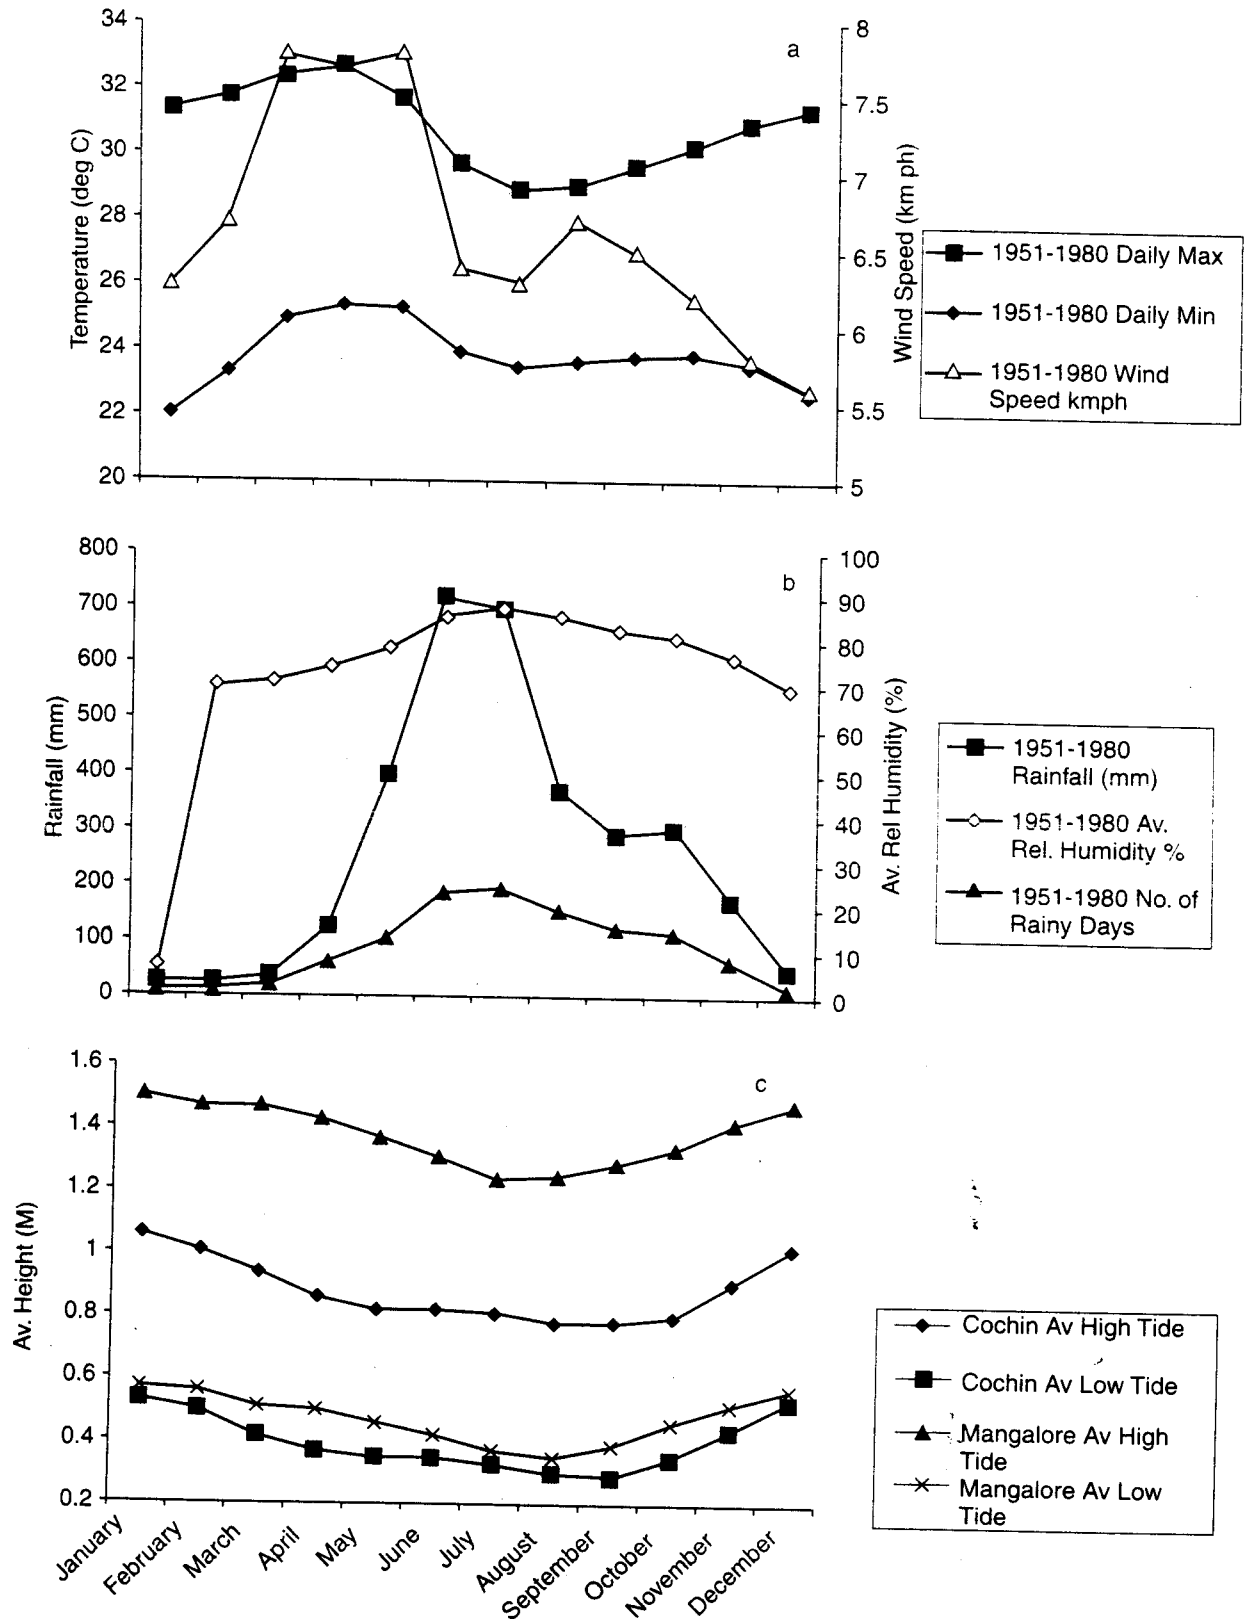 a
34
32
30
28
26
24
22
20
Temperature (deg C)
8
7.5
7
6.5
6
5.5
5
Wind Speed (km ph)
1951-1980 Daily Max
1951-1980 Daily Min
1951-1980 Wind
Speed kmph
b
800
700
600
500
400
300
200
100
0
Rainfall (mm)
100
90
80
70
60
50
40
30
20
10
0
Av. Rel Humidity (%)
1951-1980
Rainfall (mm)
1951-1980 Av.
Rel. Humidity %
1951-1980 No. of
Rainy Days
c
1.6
1.4
1.2
1
0.8
0.6
0.4
0.2
Av. Height (M)
January
February
March
April
May
June
July
August
September
October
November
December
Cochin Av High Tide
Cochin Av Low Tide
Mangalore Av High
Tide
Mangalore Av Low
Tide